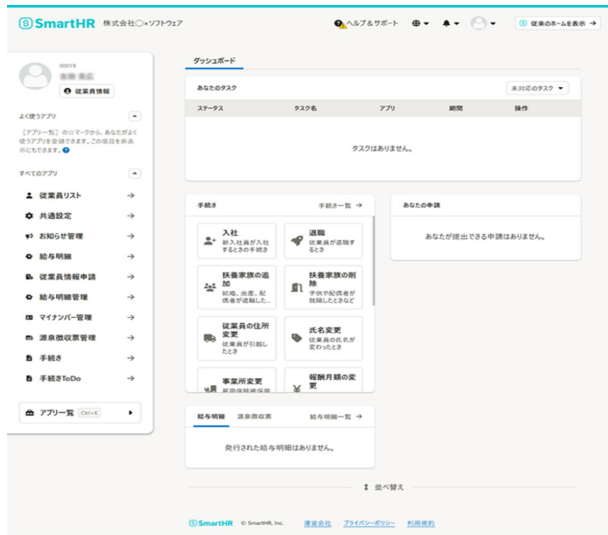 SmartHR 株式会社○×ソフトウエア
ヘルプ&サポート
従来のホームを表示 →
00019
従業員情報
よく使うアプリ
［アプリ一覧］の☆マークから、あなたがよく
使うアプリを登録できます。この項目を非表
示にもできます。
すべてのアプリ
従業員リスト →
共通設定 →
お知らせ管理 →
給与明細 →
従業員情報申請 →
給与明細管理 →
マイナンバー管理 →
源泉徴収票管理 →
手続き →
手続きToDo →
アプリ一覧 Ctrl+K
ダッシュボード
あなたのタスク
未対応のタスク
ステータス タスク名 アプリ 期間 操作
タスクはありません。
手続き
手続き一覧 →
入社
新入社員が入社
するときの手続き
退職
従業員が退職す
るとき
扶養家族の追
加
結婚、出産、配
偶者が退職した...
扶養家族の削
除
子供や配偶者が
就職したときなど
従業員の住所
変更
従業員が引越し
たとき
氏名変更
従業員の氏名が
変わったとき
事業所変更
報酬月額の変
更
あなたの申請
あなたが提出できる申請はありません。
給与明細 源泉徴収票
給与明細一覧 →
発行された給与明細はありません。
並べ替え
SmartHR © SmartHR, Inc. 運営会社 プライバシーポリシー 利用規約